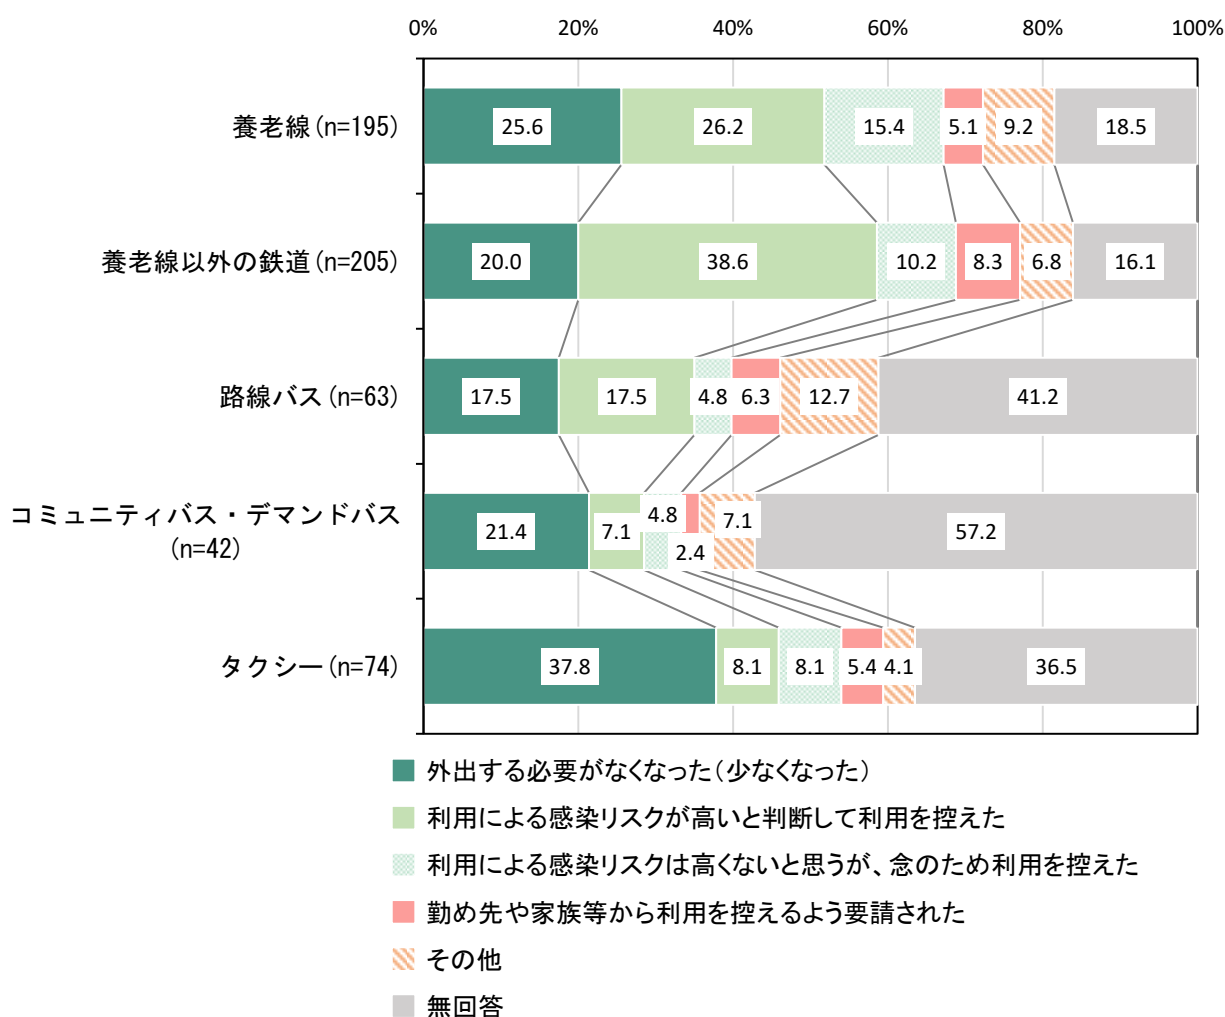 0% 20% 40% 60% 80% 100%
養老線(n=195) 25.6 26.2 15.4 5.1 9.2 18.5
養老線以外の鉄道(n=205) 20.0 38.6 10.2 8.3 6.8 16.1
路線バス(n=63) 17.5 17.5 4.8 6.3 12.7 41.2
コミュニティバス・デマンドバス
(n=42) 21.4 7.1 4.8 2.4 7.1 57.2
タクシー(n=74) 37.8 8.1 8.1 5.4 4.1 36.5
外出する必要がなくなった(少なくなった)
利用による感染リスクが高いと判断して利用を控えた
利用による感染リスクは高くないと思うが、念のため利用を控えた
勤め先や家族等から利用を控えるよう要請された
その他
無回答